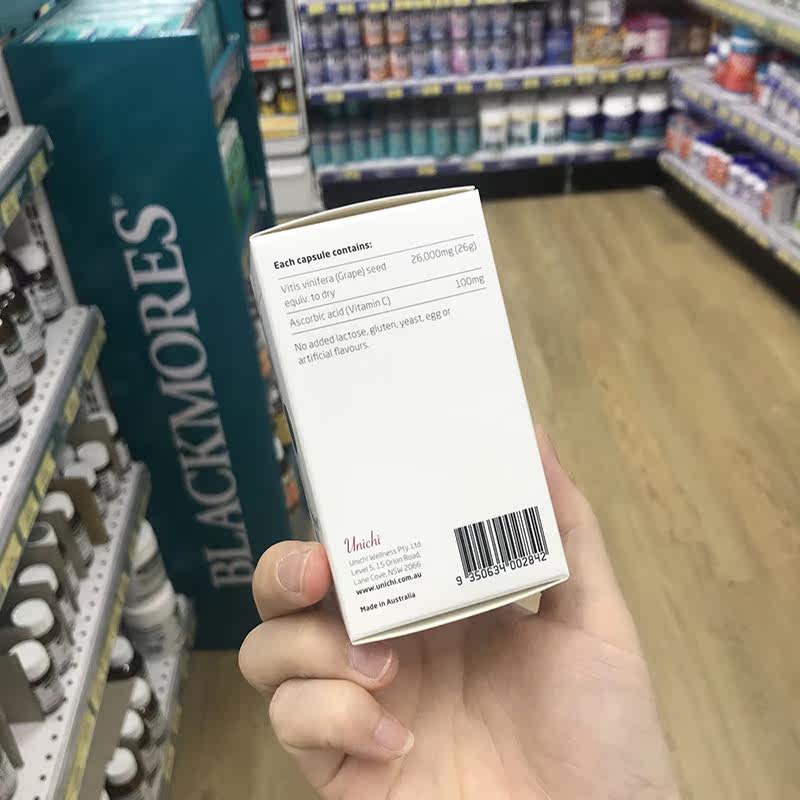 BLACKMORES®
Each capsule contains:
Vitis vinifera (Grape) seed
equiv. to dry 26,000mg (26g)
Ascorbic acid (Vitamin C) 100mg
No added lactose, gluten, yeast, egg or
artificial flavours.
Unichi
Unichi Wellness Pty. Ltd.
Level 5, 15 Orion Road,
Lane Cove, NSW 2066
www.unichi.com.au
Made in Australia
9 350634 002842